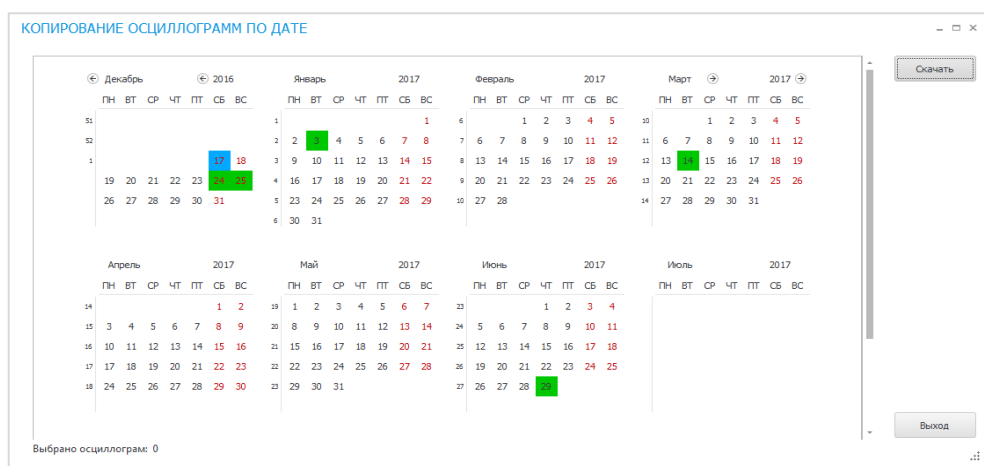 КОПИРОВАНИЕ ОСЦИЛЛОГРАММ ПО ДАТЕ
Скачать
Декабрь 2016 Январь 2017 Февраль 2017 Март 2017
ПН ВТ СР ЧТ ПТ СБ ВС ПН ВТ СР ЧТ ПТ СБ ВС ПН ВТ СР ЧТ ПТ СБ ВС ПН ВТ СР ЧТ ПТ СБ ВС
51 1 1 6 1 2 3 4 5 10 1 2 3 4 5
52 2 2 3 4 5 6 7 8 7 6 7 8 9 10 11 12 11 6 7 8 9 10 11 12
1 17 18 3 9 10 11 12 13 14 15 8 13 14 15 16 17 18 19 12 13 14 15 16 17 18 19
19 20 21 22 23 24 25 4 16 17 18 19 20 21 22 9 20 21 22 23 24 25 26 13 20 21 22 23 24 25 26
26 27 28 29 30 31 5 23 24 25 26 27 28 29 10 27 28 14 27 28 29 30 31
6 30 31
Апрель 2017 Май 2017 Июнь 2017 Июль 2017
ПН ВТ СР ЧТ ПТ СБ ВС ПН ВТ СР ЧТ ПТ СБ ВС ПН ВТ СР ЧТ ПТ СБ ВС ПН ВТ СР ЧТ ПТ СБ ВС
14 1 2 19 1 2 3 4 5 6 7 23 1 2 3 4
15 3 4 5 6 7 8 9 20 8 9 10 11 12 13 14 24 5 6 7 8 9 10 11
16 10 11 12 13 14 15 16 21 15 16 17 18 19 20 21 25 12 13 14 15 16 17 18
17 17 18 19 20 21 22 23 22 22 23 24 25 26 27 28 26 19 20 21 22 23 24 25
18 24 25 26 27 28 29 30 23 29 30 31 27 26 27 28 29
Выход
Выбрано осциллограм: 0